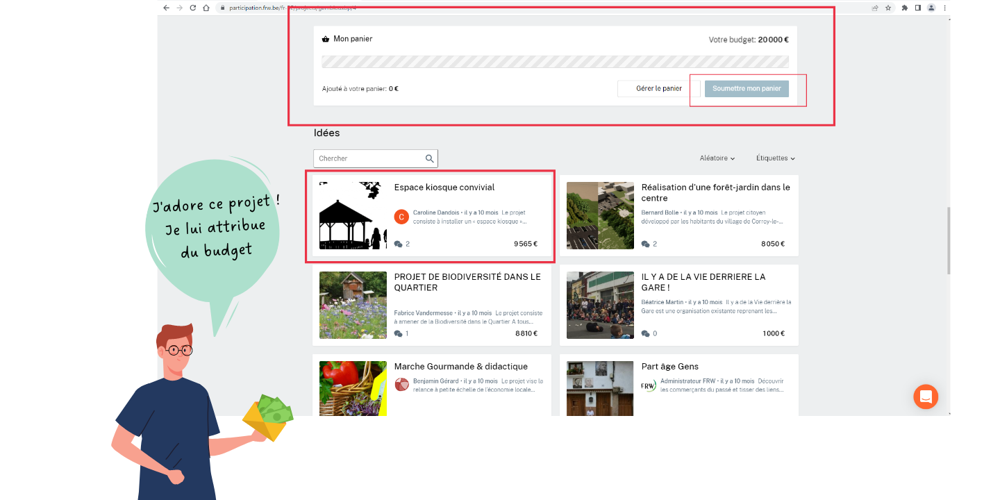 participation.frw.be/fr-BE/projects/gemblouxbp/4
Mon panier
Votre budget: 20 000 €
Ajouté à votre panier: 0 €
Gérer le panier
Soumettre mon panier
Idées
Chercher
Aléatoire
Étiquettes
J'adore ce projet !
Je lui attribue
du budget
Espace kiosque convivial
C
Caroline Dandois • il y a 10 mois Le projet
consiste à installer un « espace kiosque »...
2
9 565 €
Réalisation d'une forêt-jardin dans le
centre
Bernard Bolle • il y a 10 mois Le projet citoyen
développé par les habitants du village de Corroy-le-...
2
8 050 €
PROJET DE BIODIVERSITÉ DANS LE
QUARTIER
Fabrice Vandermesse • il y a 10 mois Le projet consiste
à amener de la Biodiversité dans le Quartier A tous...
1
8 810 €
IL Y A DE LA VIE DERRIERE LA
GARE !
Béatrice Martin • il y a 10 mois Il y a de la Vie derrière la
Gare est une organisation existante reprenant les...
0
1 000 €
Marche Gourmande & didactique
Benjamin Gérard • il y a 10 mois Le projet vise la
relance à petite échelle de l'économie locale...
Part âge Gens
FRW
Administrateur FRW • il y a 10 mois Découvrir
les commerçants du passé et tisser des liens...